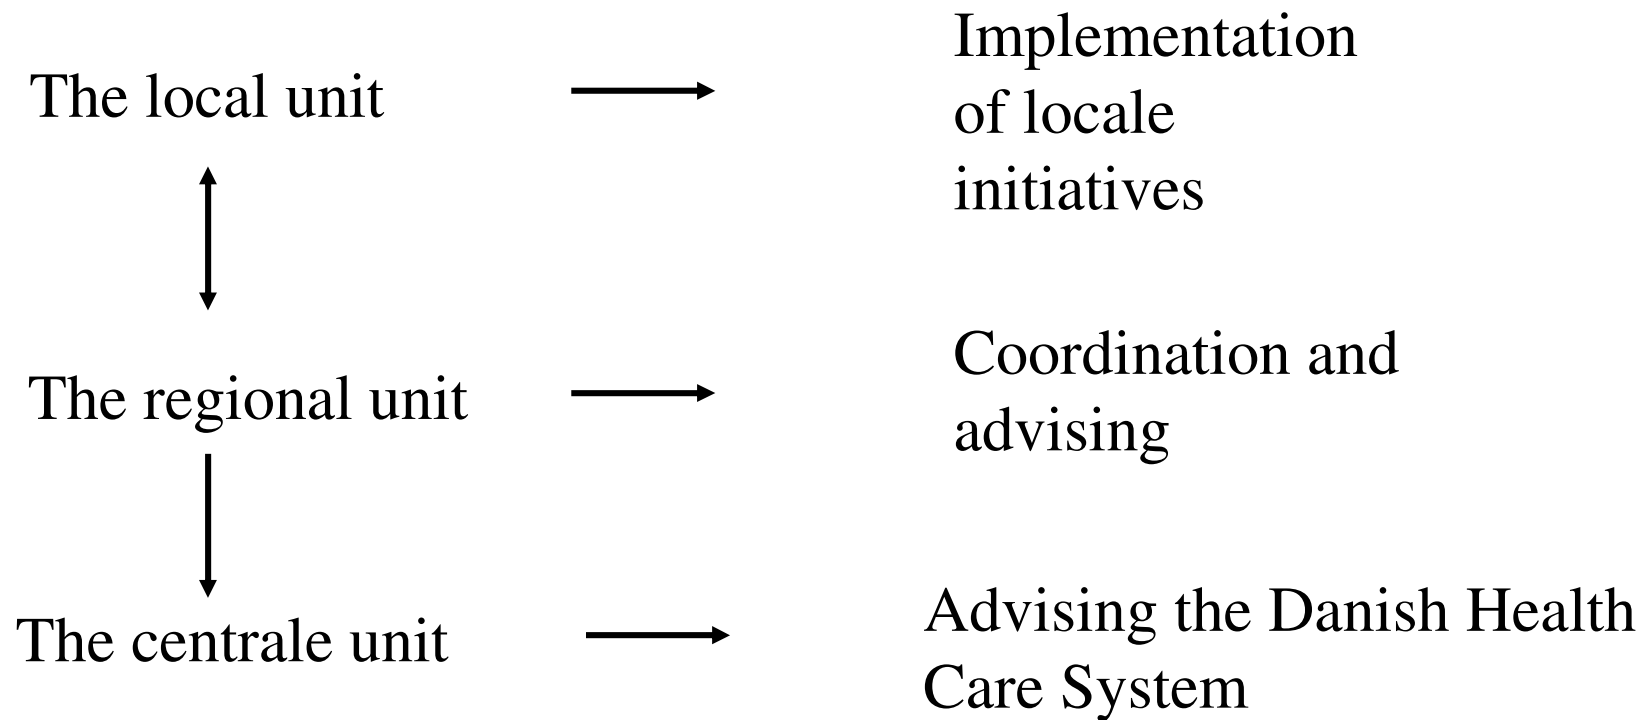 The local unit
Implementation
of locale
initiatives
The regional unit
Coordination and
advising
The centrale unit
Advising the Danish Health
Care System